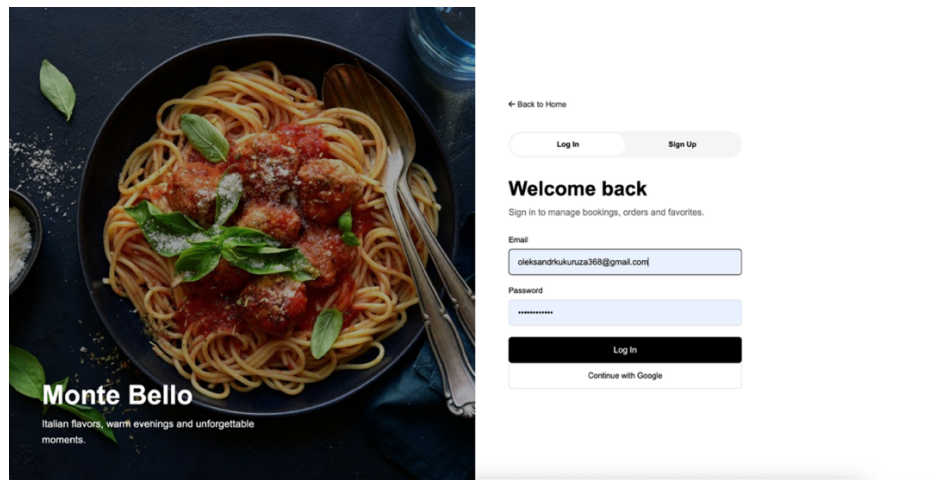 ← Back to Home
Log In
Sign Up
Welcome back
Sign in to manage bookings, orders and favorites.
Email
oleksandrkukuruza368@gmail.com
Password
••••••••••••
Log In
Continue with Google
Monte Bello
Italian flavors, warm evenings and unforgettable
moments.